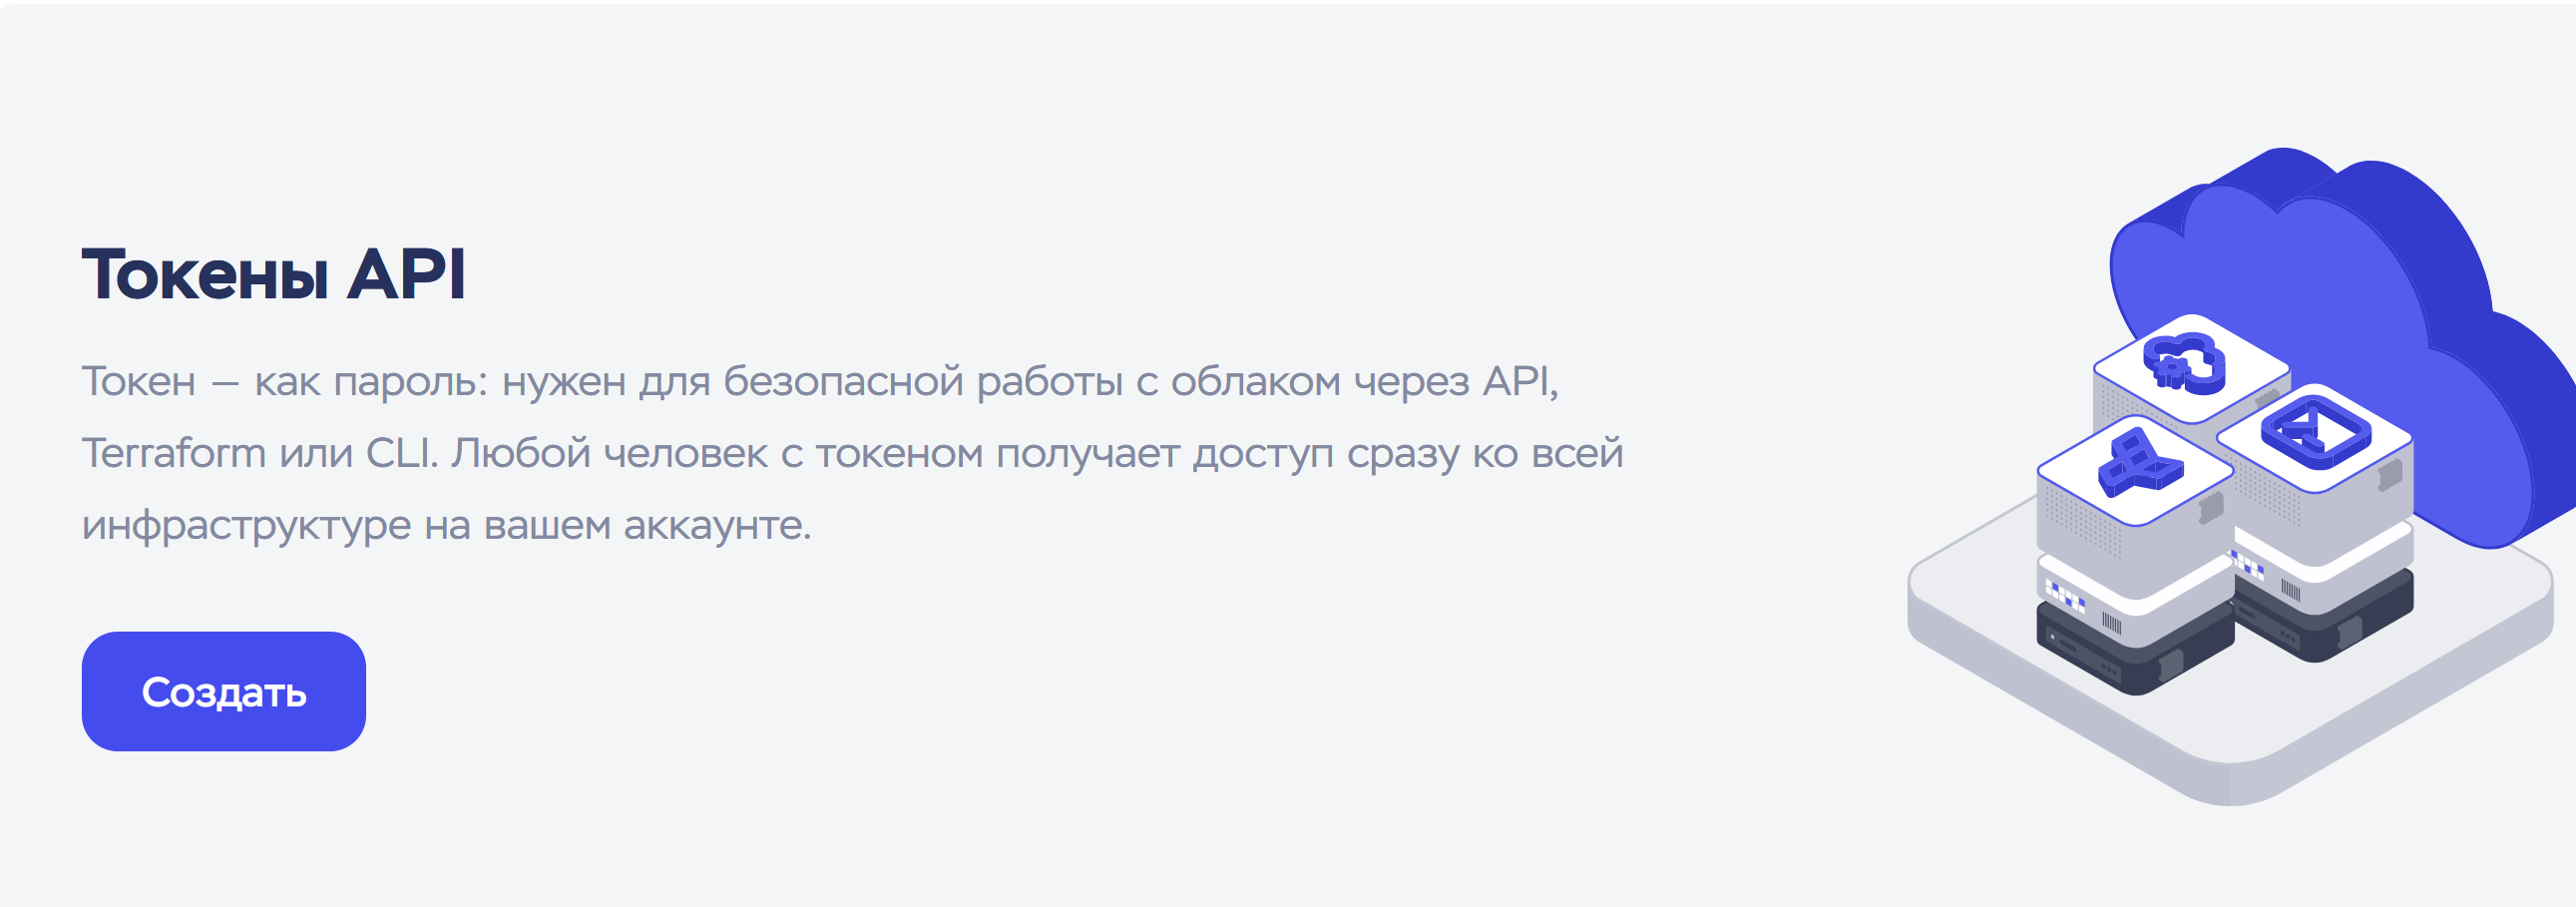 Токены API
Токен — как пароль: нужен для безопасной работы с облаком через API,
Terraform или CLI. Любой человек с токеном получает доступ сразу ко всей
инфраструктуре на вашем аккаунте.
Создать